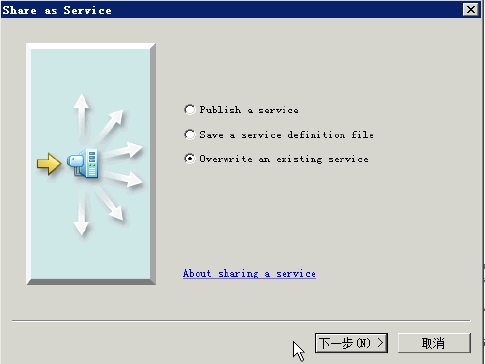 Share as Service
Publish a service
Save a service definition file
Overwrite an existing service
About sharing a service
下一步(N) >
取消